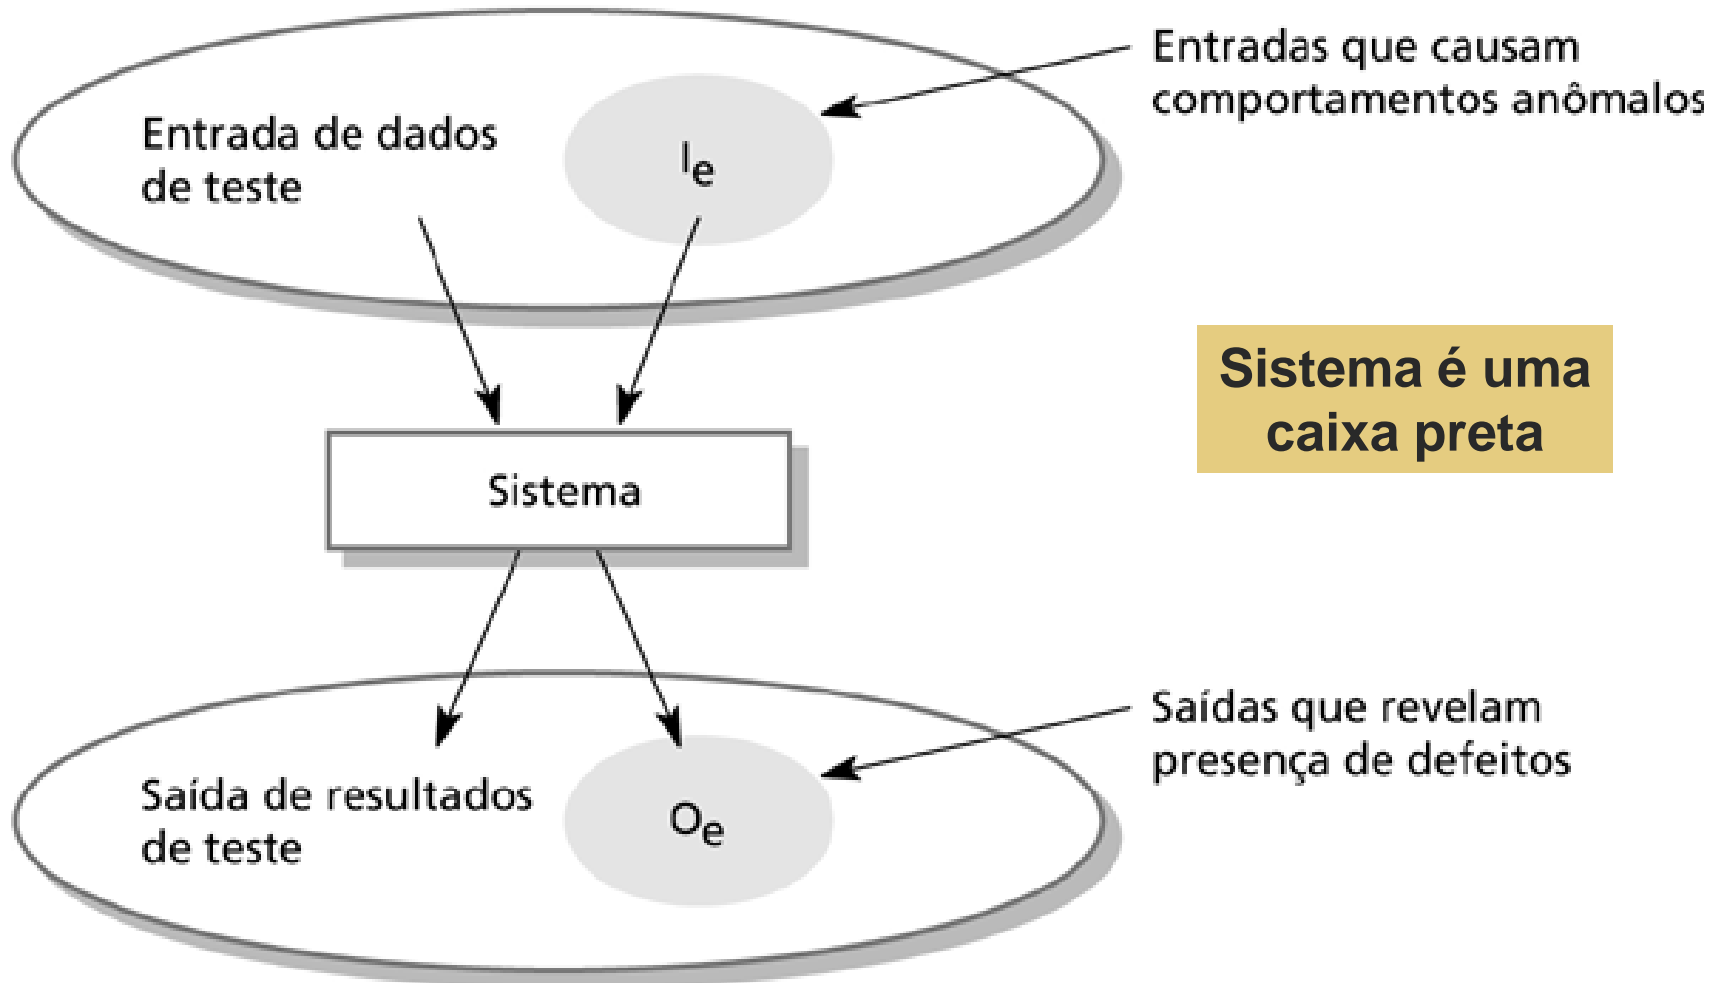 Entradas que causam
comportamentos anômalos
Entrada de dados
de teste
Ie
Sistema é uma
caixa preta
Sistema
Saídas que revelam
presença de defeitos
Saída de resultados
de teste
Oe